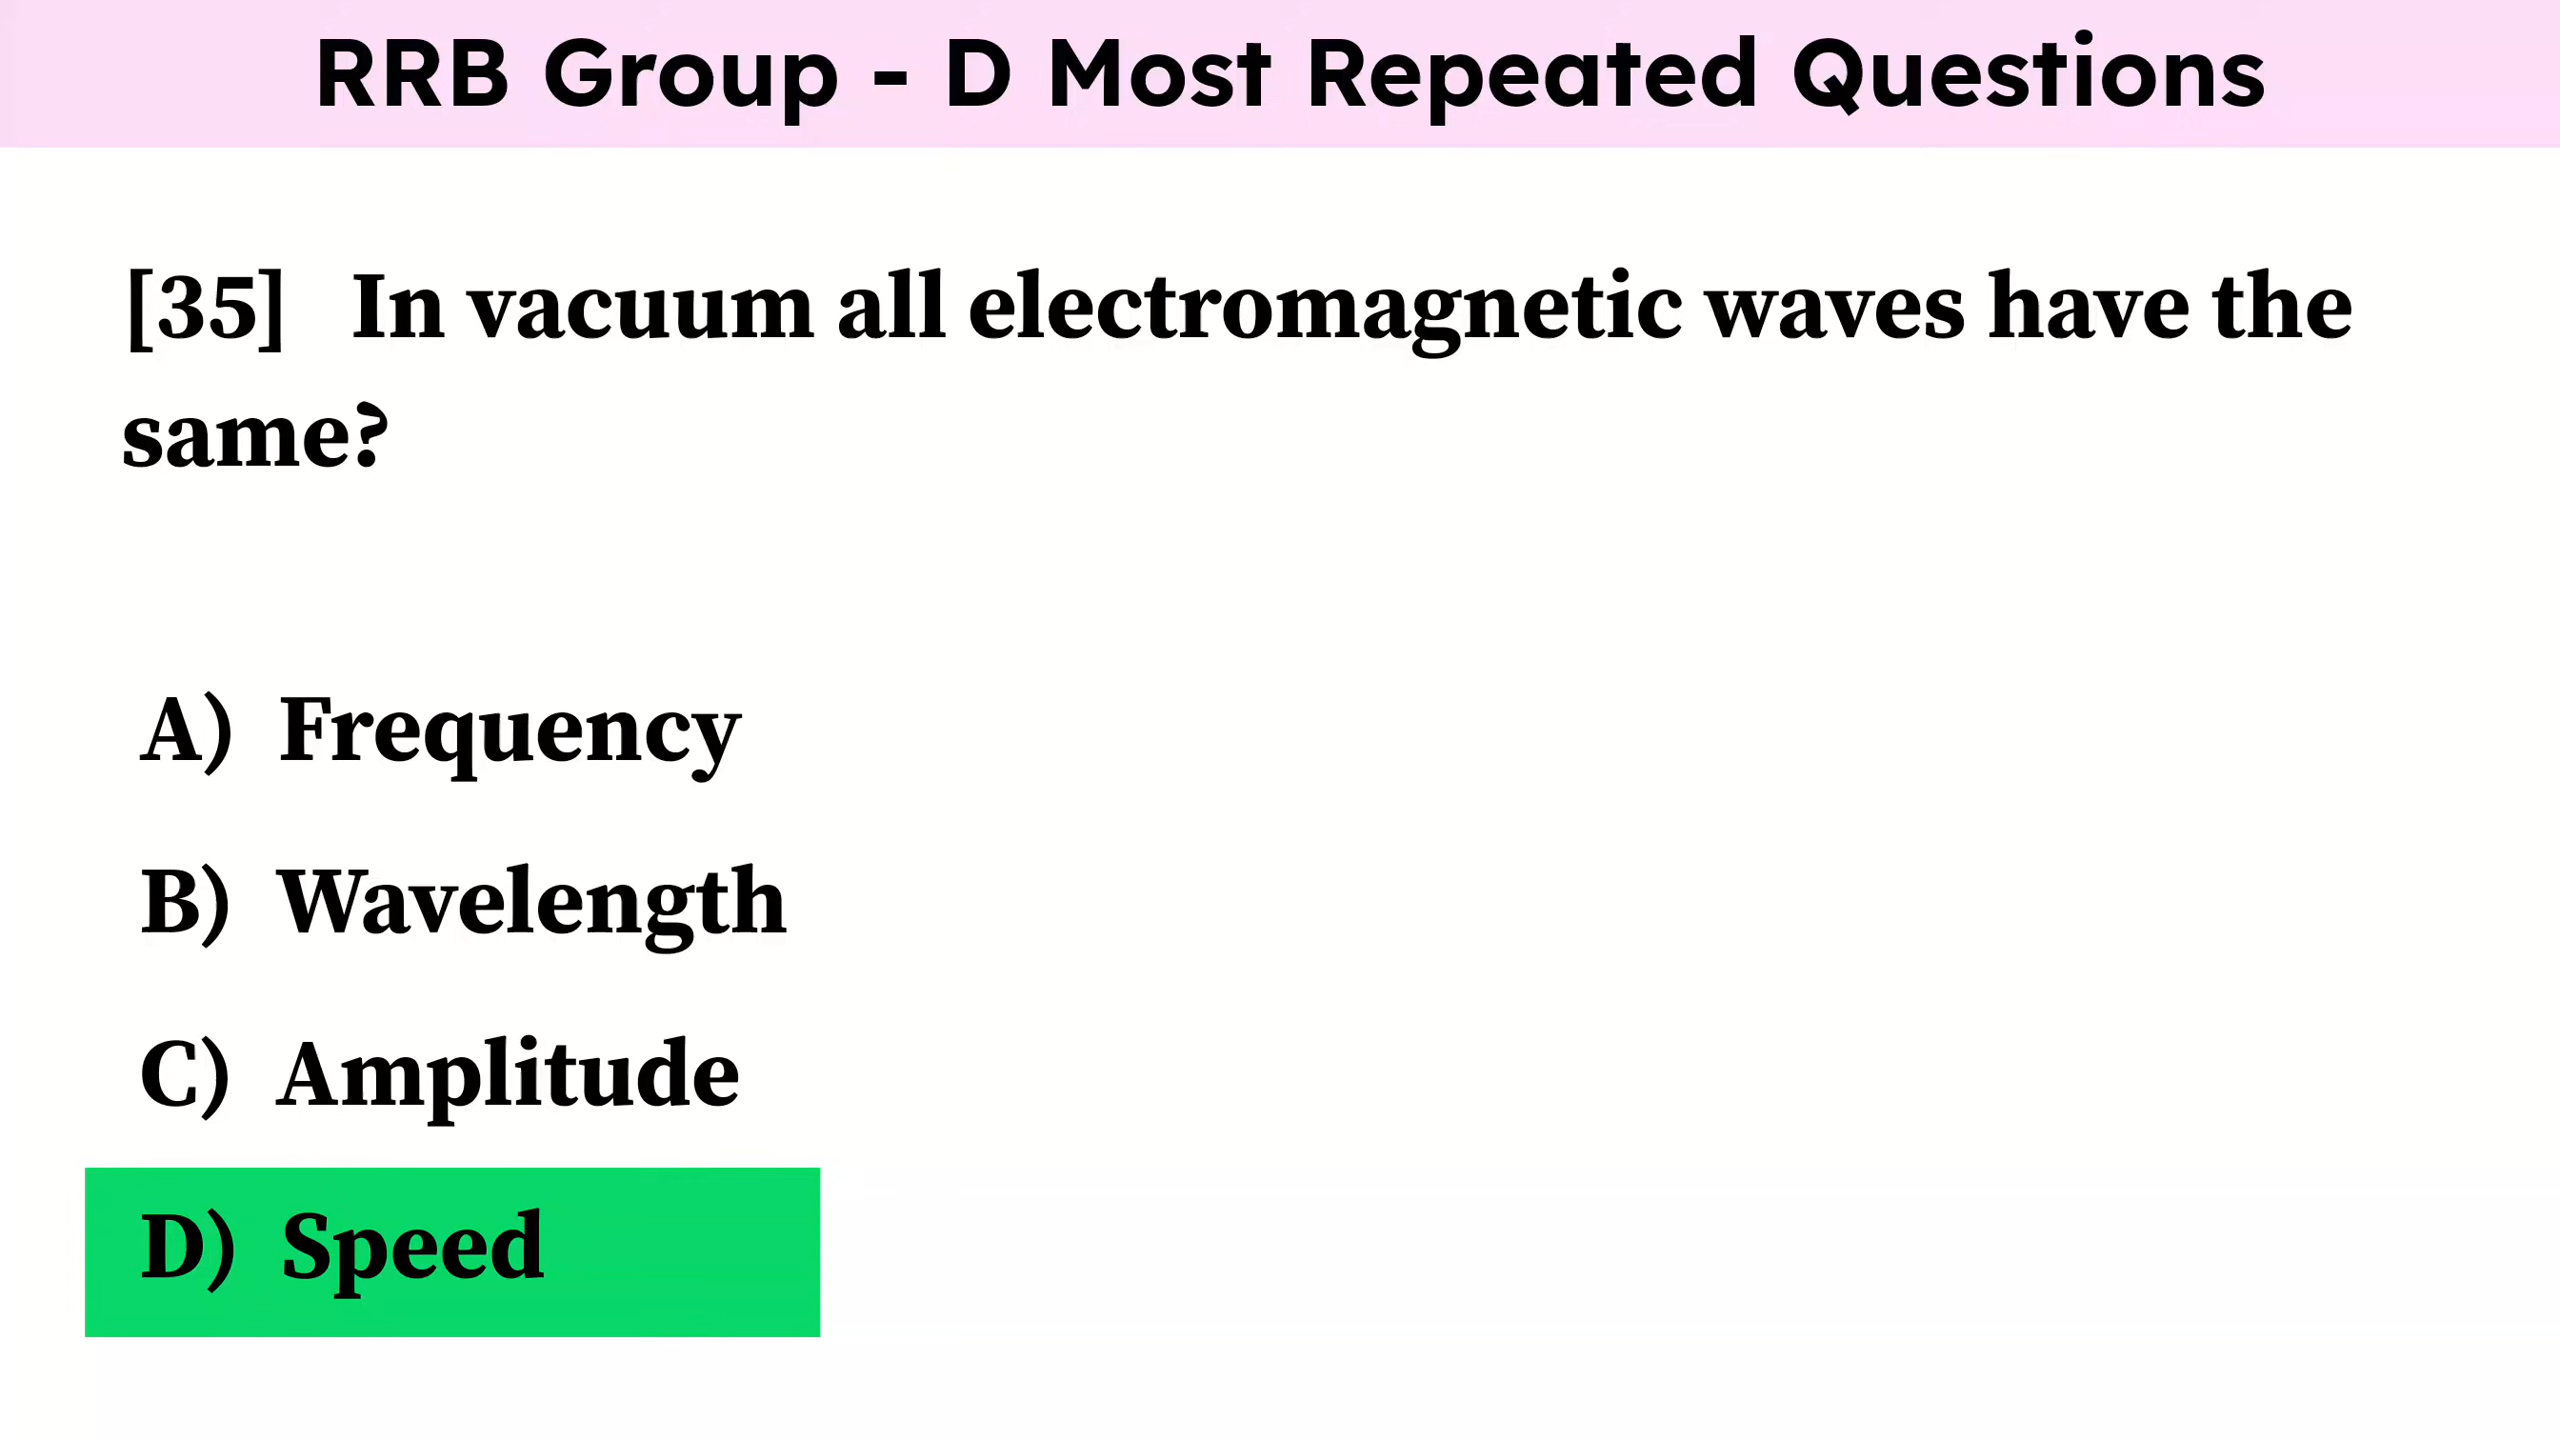 RRB Group - D Most Repeated Questions
[35] In vacuum all electromagnetic waves have the
same?
A) Frequency
B) Wavelength
C) Amplitude
D) Speed